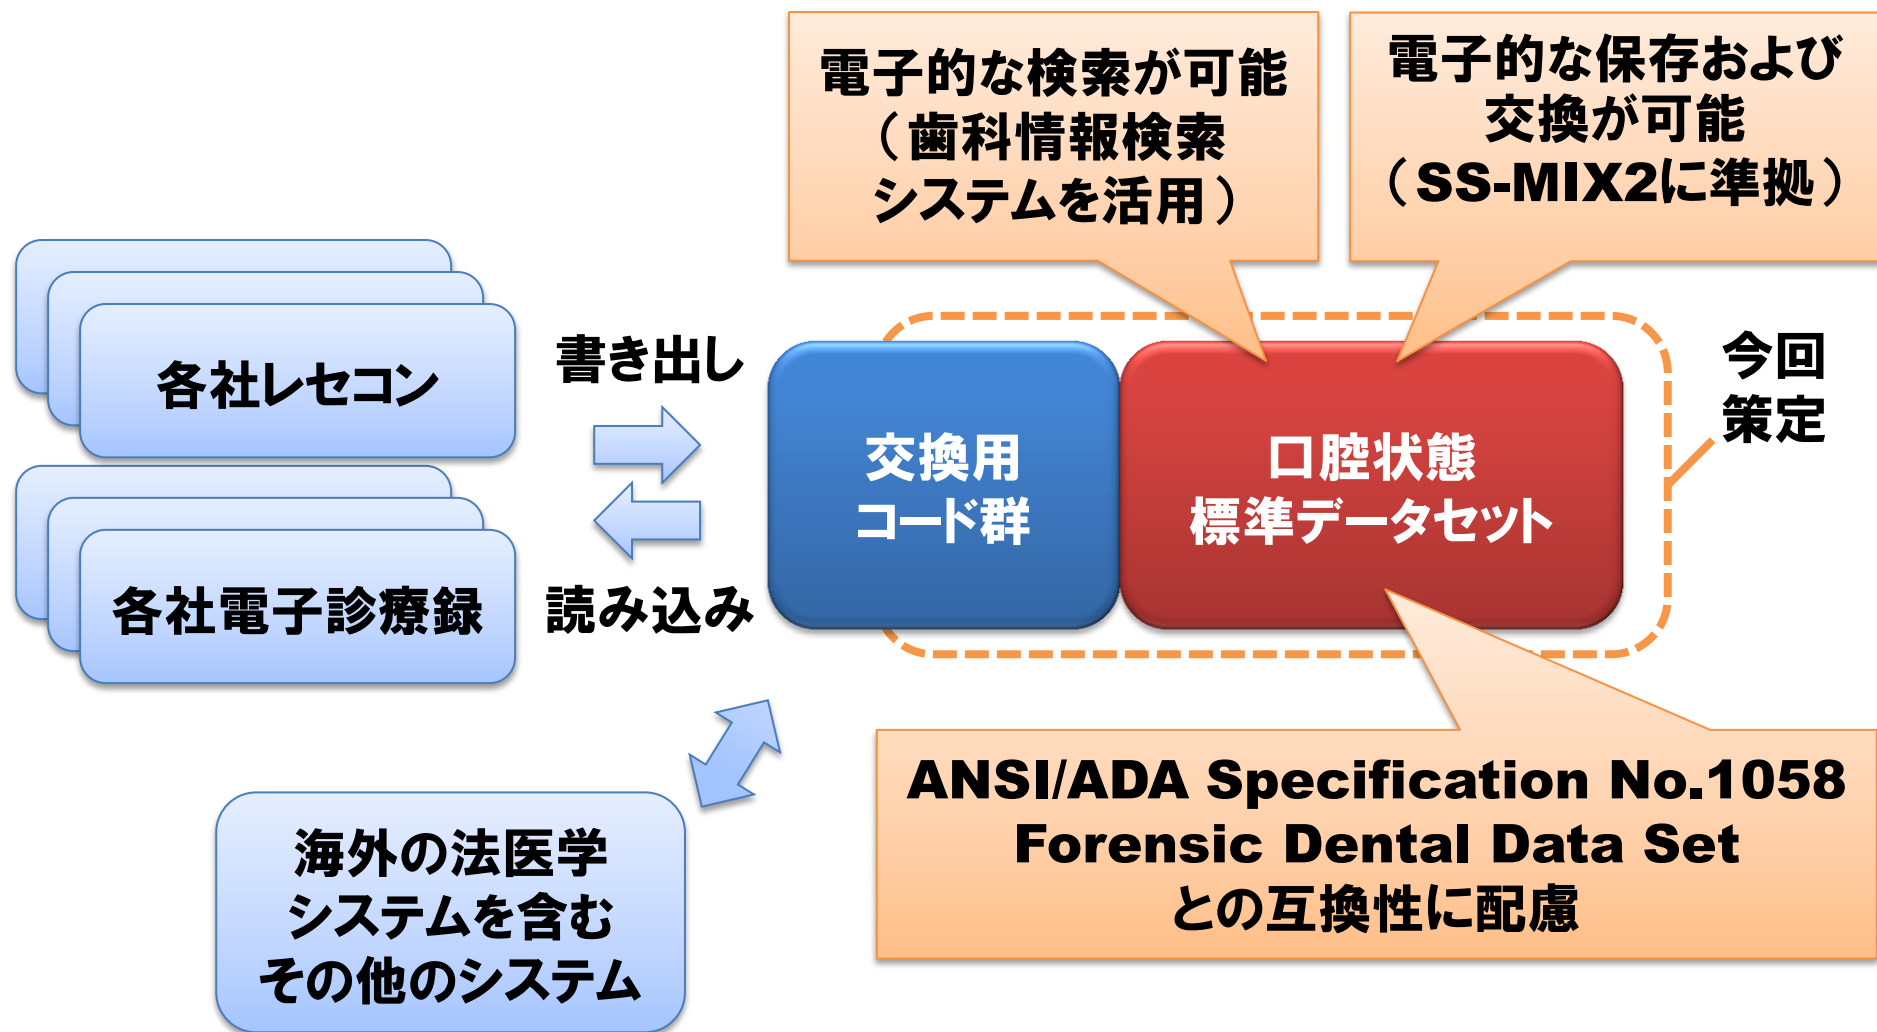 電子的な検索が可能
（歯科情報検索
システムを活用）
電子的な保存および
交換が可能
（SS-MIX2に準拠）
各社レセコン
各社電子診療録
書き出し
読み込み
交換用
コード群
口腔状態
標準データセット
今回
策定
海外の法医学
システムを含む
その他のシステム
ANSI/ADA Specification No.1058
Forensic Dental Data Set
との互換性に配慮